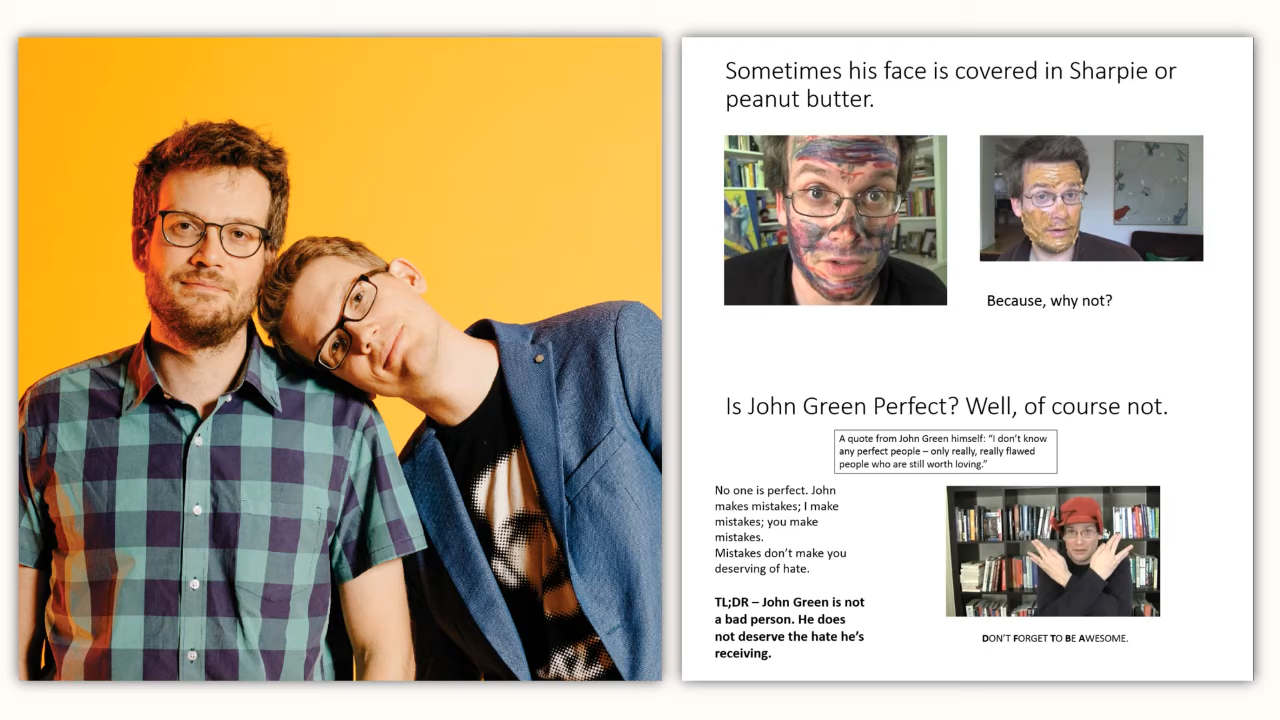 Sometimes his face is covered in Sharpie or
peanut butter.
Because, why not?
Is John Green Perfect? Well, of course not.
A quote from John Green himself: “I don’t know
any perfect people – only really, really flawed
people who are still worth loving.”
No one is perfect. John
makes mistakes; I make
mistakes; you make
mistakes.
Mistakes don’t make you
deserving of hate.
TL;DR – John Green is not
a bad person. He does
not deserve the hate he’s
receiving.
DON’T FORGET TO BE AWESOME.